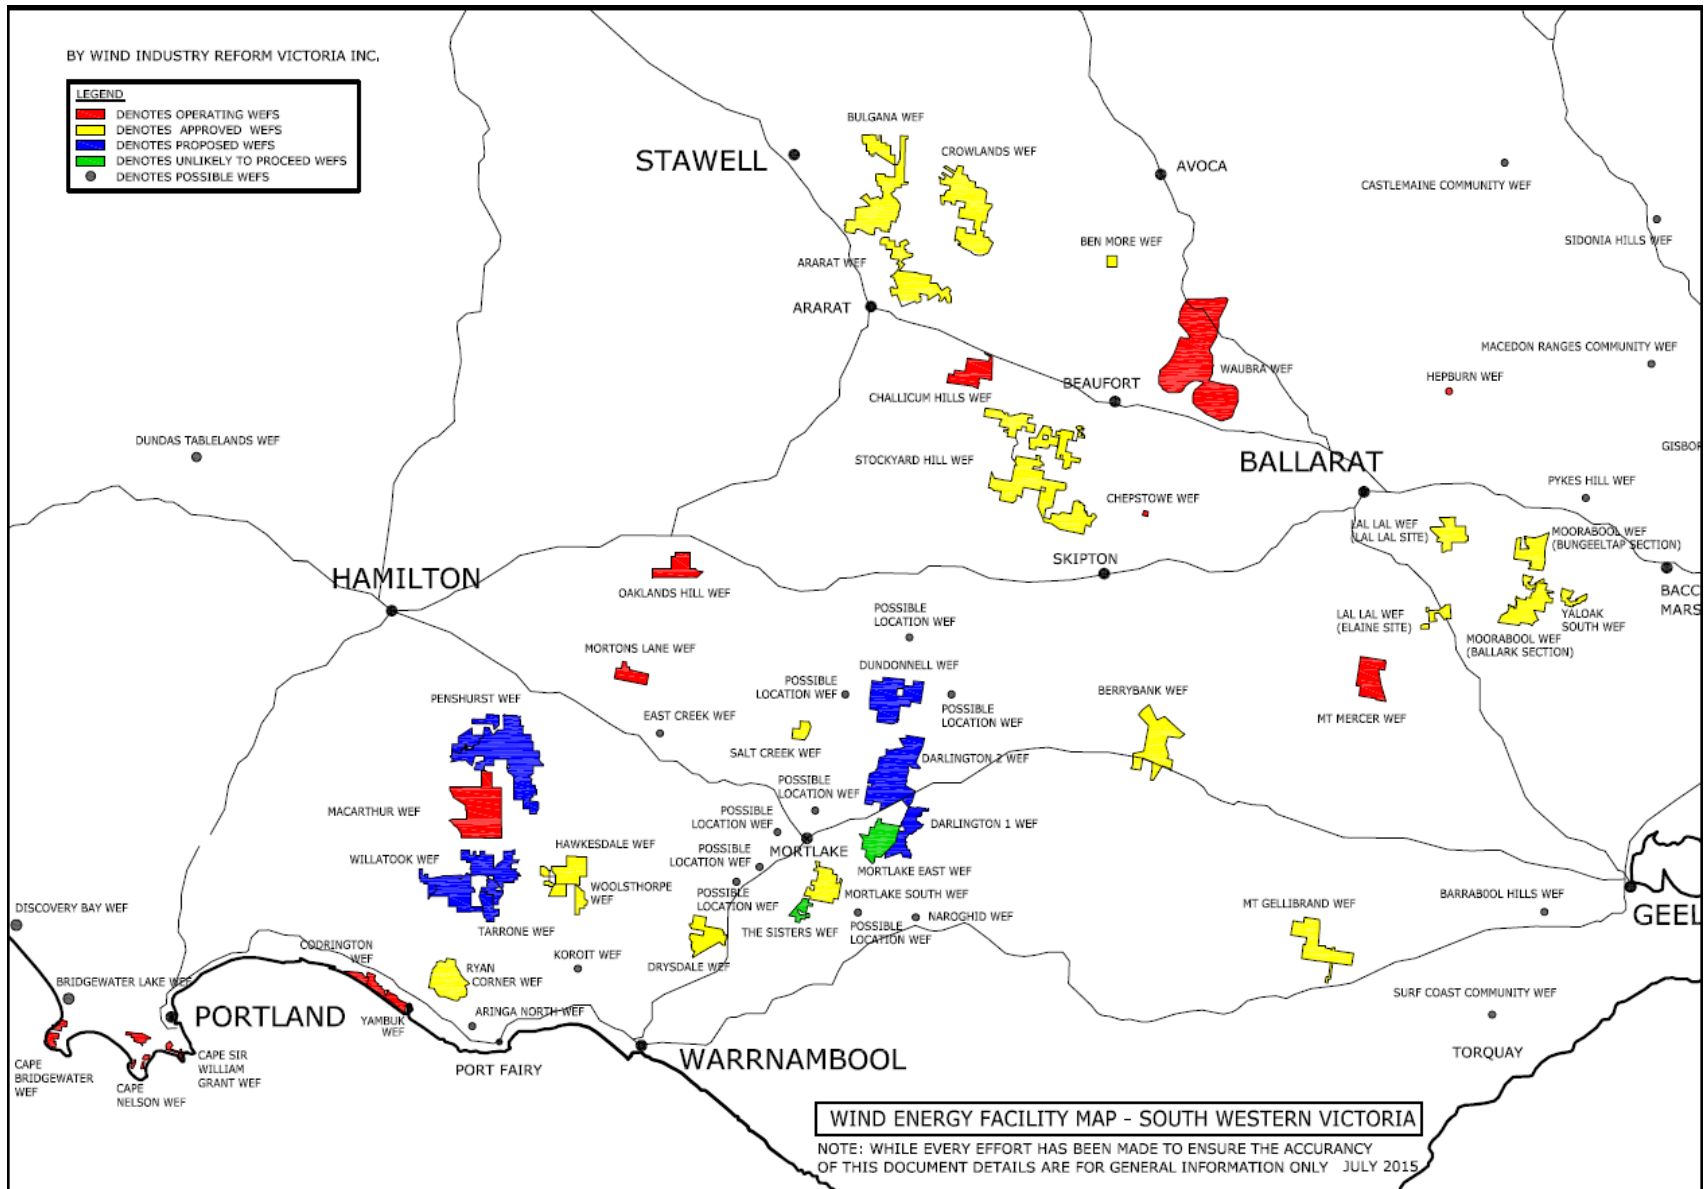 BY WIND INDUSTRY REFORM VICTORIA INC.
LEGEND
DENOTES OPERATING WEFS
DENOTES APPROVED WEFS
DENOTES PROPOSED WEFS
DENOTES UNLIKELY TO PROCEED WEFS
DENOTES POSSIBLE WEFS
BULGANA WEF
STAWELL
CROWLANDS WEF
AVOCA
CASTLEMAINE COMMUNITY WEF
SIDONIA HILLS WEF
BEN MORE WEF
ARARAT WEF
ARARAT
MACEDON RANGES COMMUNITY WEF
WAUBRA WEF
HEPBURN WEF
BEAUFORT
CHALLICUM HILLS WEF
DUNDAS TABLELANDS WEF
GISBOR
STOCKYARD HILL WEF
BALLARAT
PYKES HILL WEF
CHEPSTOWE WEF
LAL LAL WEF
(LAL LAL SITE)
MOORABOOL WEF
(BUNGEELTAP SECTION)
SKIPTON
HAMILTON
OAKLANDS HILL WEF
BACC
MARS
POSSIBLE
LOCATION WEF
LAL LAL WEF
(ELAINE SITE)
YALOAK
SOUTH WEF
MOORABOOL WEF
(BALLARK SECTION)
MORTONS LANE WEF
DUNDONNELL WEF
POSSIBLE
LOCATION WEF
POSSIBLE
LOCATION WEF
BERRYBANK WEF
PENSHURST WEF
EAST CREEK WEF
MT MERCER WEF
SALT CREEK WEF
DARLINGTON 2 WEF
POSSIBLE
LOCATION WEF
MACARTHUR WEF
POSSIBLE
LOCATION WEF
DARLINGTON 1 WEF
HAWKESDALE WEF
MORTLAKE
WILLATOOK WEF
POSSIBLE
LOCATION WEF
MORTLAKE EAST WEF
WOOLSTHORPE
WEF
POSSIBLE
LOCATION WEF
MORTLAKE SOUTH WEF
BARRABOOL HILLS WEF
DISCOVERY BAY WEF
MT GELLIBRAND WEF
GEEL
TARRONE WEF
THE SISTERS WEF
POSSIBLE
LOCATION WEF
NAROGHID WEF
CODRINGTON
WEF
KOROIT WEF
DRYSDALE WEF
RYAN
CORNER WEF
BRIDGEWATER LAKE WEF
SURF COAST COMMUNITY WEF
PORTLAND
YAMBUK
WEF
ARINGA NORTH WEF
TORQUAY
CAPE
BRIDGEWATER
WEF
CAPE
NELSON WEF
CAPE SIR
WILLIAM
GRANT WEF
PORT FAIRY
WARRNAMBOOL
WIND ENERGY FACILITY MAP - SOUTH WESTERN VICTORIA
NOTE: WHILE EVERY EFFORT HAS BEEN MADE TO ENSURE THE ACCURANCY
OF THIS DOCUMENT DETAILS ARE FOR GENERAL INFORMATION ONLY JULY 2015